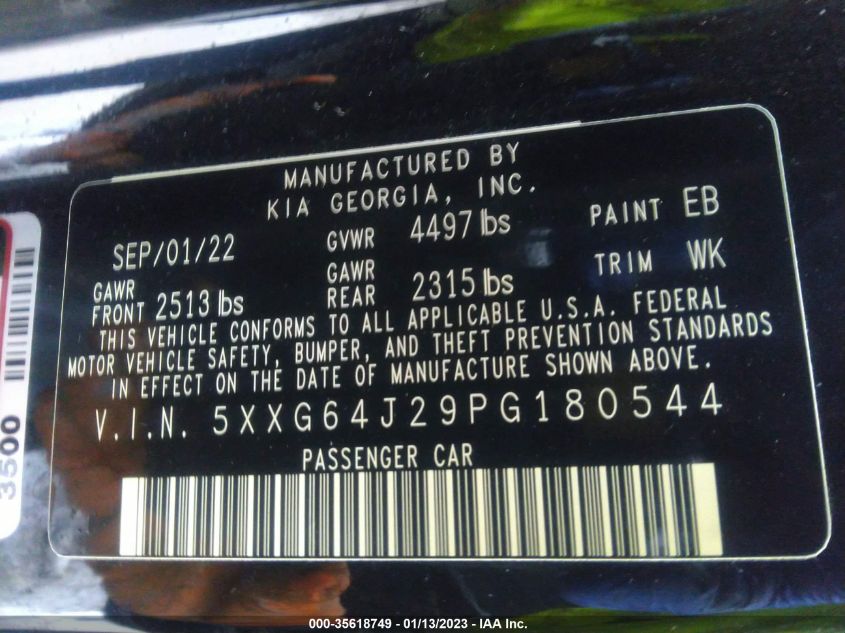 MANUFACTURED BY
KIA GEORGIA, INC.
SEP/01/22 GVWR 4497 lbs PAINT EB
GAWR FRONT 2513 lbs GAWR REAR 2315 lbs TRIM WK
THIS VEHICLE CONFORMS TO ALL APPLICABLE U.S.A. FEDERAL
MOTOR VEHICLE SAFETY, BUMPER, AND THEFT PREVENTION STANDARDS
IN EFFECT ON THE DATE OF MANUFACTURE SHOWN ABOVE.
V.I.N. 5XXG64J29PG180544
PASSENGER CAR
3500
000-35618749 - 01/13/2023 - IAA Inc.